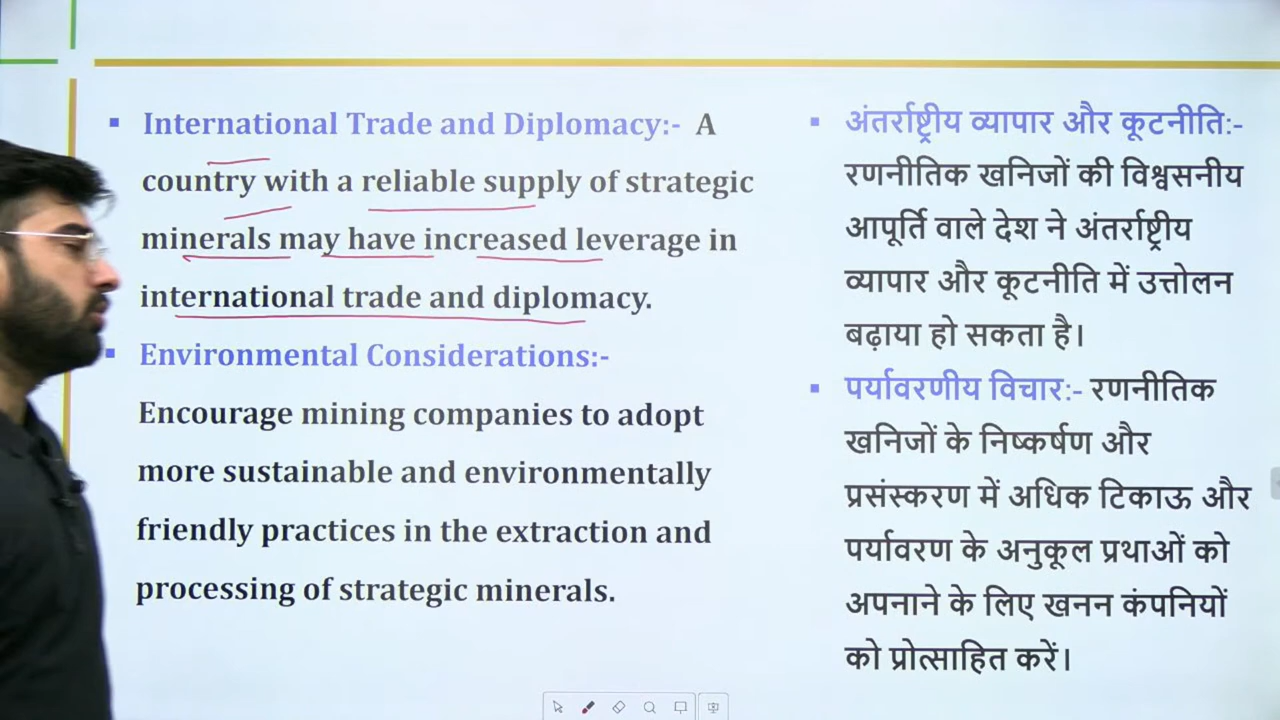 International Trade and Diplomacy:- A
country with a reliable supply of strategic
minerals may have increased leverage in
international trade and diplomacy.
Environmental Considerations:-
Encourage mining companies to adopt
more sustainable and environmentally
friendly practices in the extraction and
processing of strategic minerals.
अंतर्राष्ट्रीय व्यापार और कूटनीति:-
रणनीतिक खनिजों की विश्वसनीय
आपूर्ति वाले देश ने अंतर्राष्ट्रीय
व्यापार और कूटनीति में उत्तोलन
बढ़ाया हो सकता है।
पर्यावरणीय विचार:- रणनीतिक
खनिजों के निष्कर्षण और
प्रसंस्करण में अधिक टिकाऊ और
पर्यावरण के अनुकूल प्रथाओं को
अपनाने के लिए खनन कंपनियों
को प्रोत्साहित करें।